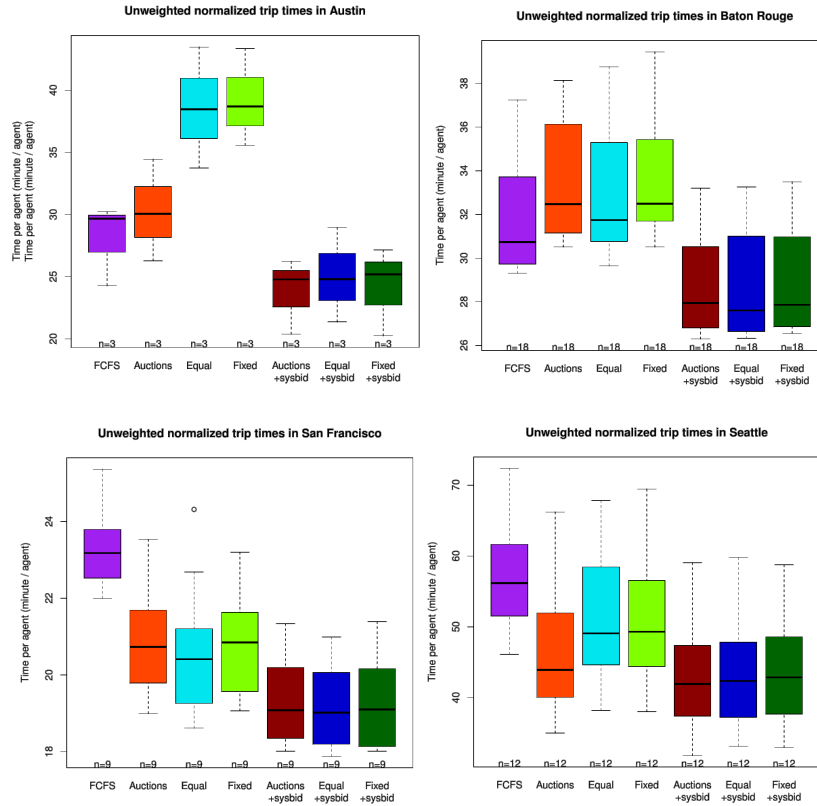 Unweighted normalized trip times in Austin
Time per agent (minute / agent)
Time per agent (minute / agent)
40
35
30
25
20
n=3 n=3 n=3 n=3 n=3 n=3 n=3
FCFS Auctions Equal Fixed Auctions Equal Fixed
+sysbid +sysbid +sysbid
Unweighted normalized trip times in Baton Rouge
Time per agent (minute / agent)
38
36
34
32
30
28
26
n=18 n=18 n=18 n=18 n=18 n=18 n=18
FCFS Auctions Equal Fixed Auctions Equal Fixed
+sysbid +sysbid +sysbid
Unweighted normalized trip times in San Francisco
Time per agent (minute / agent)
24
22
20
18
n=9 n=9 n=9 n=9 n=9 n=9 n=9
FCFS Auctions Equal Fixed Auctions Equal Fixed
+sysbid +sysbid +sysbid
Unweighted normalized trip times in Seattle
Time per agent (minute / agent)
70
60
50
40
n=12 n=12 n=12 n=12 n=12 n=12 n=12
FCFS Auctions Equal Fixed Auctions Equal Fixed
+sysbid +sysbid +sysbid